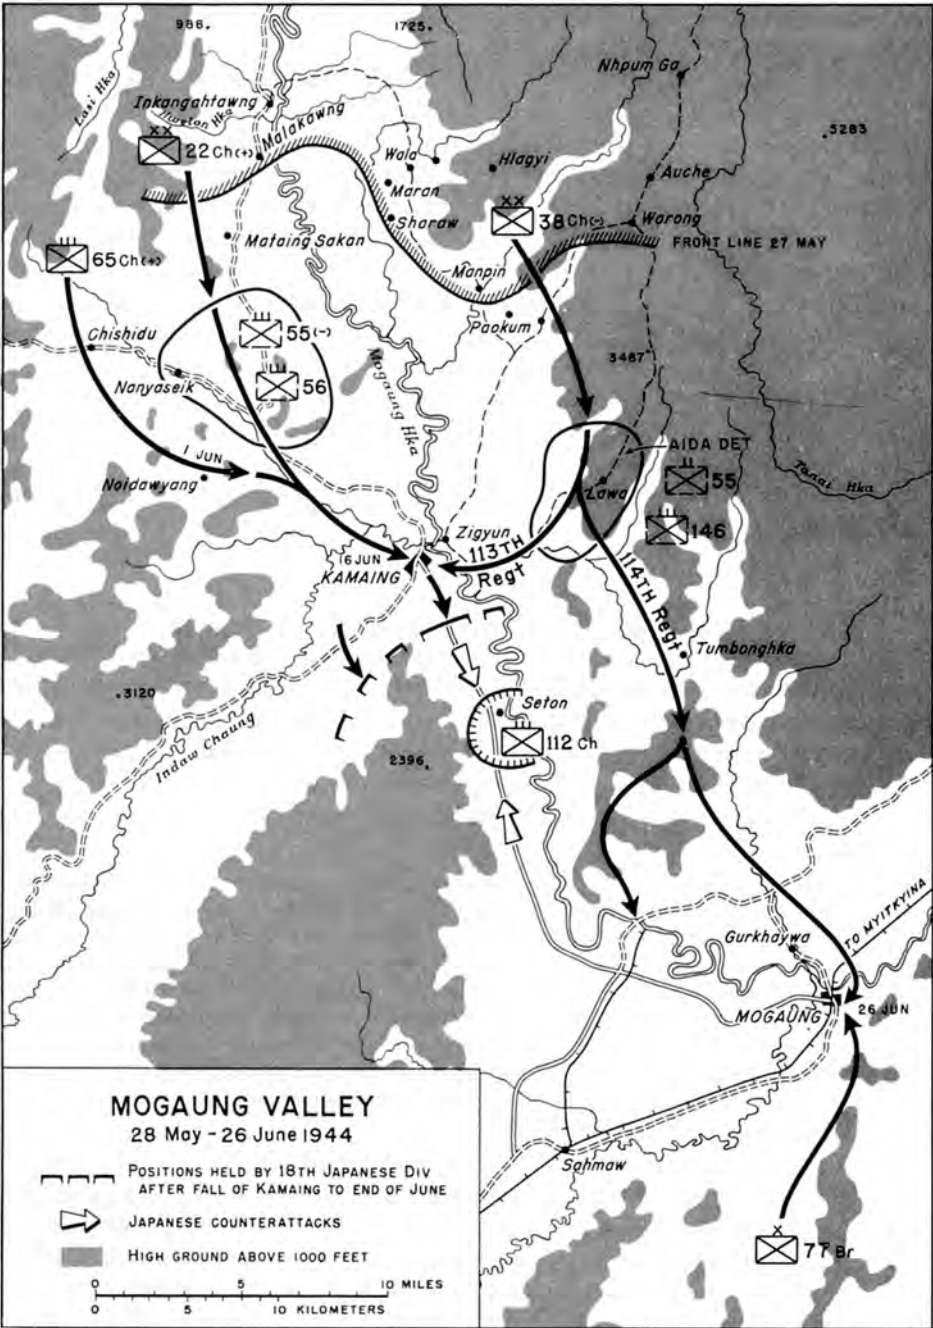 986.
1725.
Nhpum Ga
Lasi Hka
Inkangahtawng
Hwelon Hka
Malakawng
.5283
XX
22 Ch (+)
Wala
Hlagyi
Auche
Maran
XX
38 Ch (-)
Warong
Sharaw
FRONT LINE 27 MAY
65 Ch (+)
Mataing Sakan
Manpin
Paokum
55 (-)
Chishidu
3487
Nanyaseik
56
Mogaung Hka
AIDA DET
1 JUN
Noidawyang
Lawa
55
Tanai Hka
146
Zigyun
16 JUN
KAMAING
113TH
Regt
114TH Regt
Tumbonghka
.3120
Seton
Indaw Chaung
112 Ch
2396.
TO MYITKYINA
Gurkhaywa
MOGAUNG
26 JUN
Sahmaw
X
77 Br
MOGAUNG VALLEY
28 May - 26 June 1944
POSITIONS HELD BY 18TH JAPANESE DIV
AFTER FALL OF KAMAING TO END OF JUNE
JAPANESE COUNTERATTACKS
HIGH GROUND ABOVE 1000 FEET
0 5 10 MILES
0 5 10 KILOMETERS